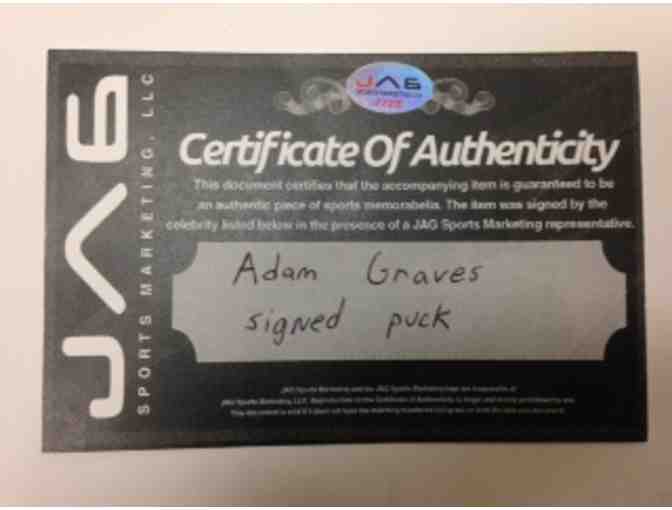 JAG
SPORTS MARKETING, LLC
JAG
Certificate Of Authenticity
This document certifies that the accompanying item is guaranteed to be
an authentic piece of sports memorabelia. The item was signed by the
celebrity listed below in the presence of a JAG Sports Marketing representative.
Adam Graves
signed puck